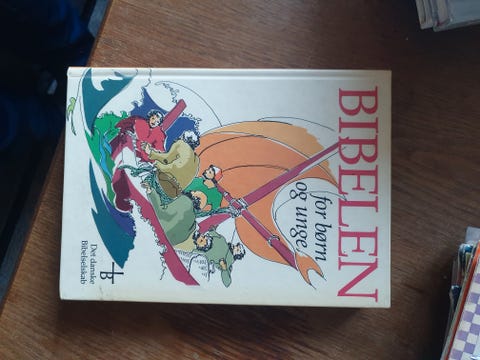 BIBELEN
for børn
og unge
Det danske
Bibelselskab